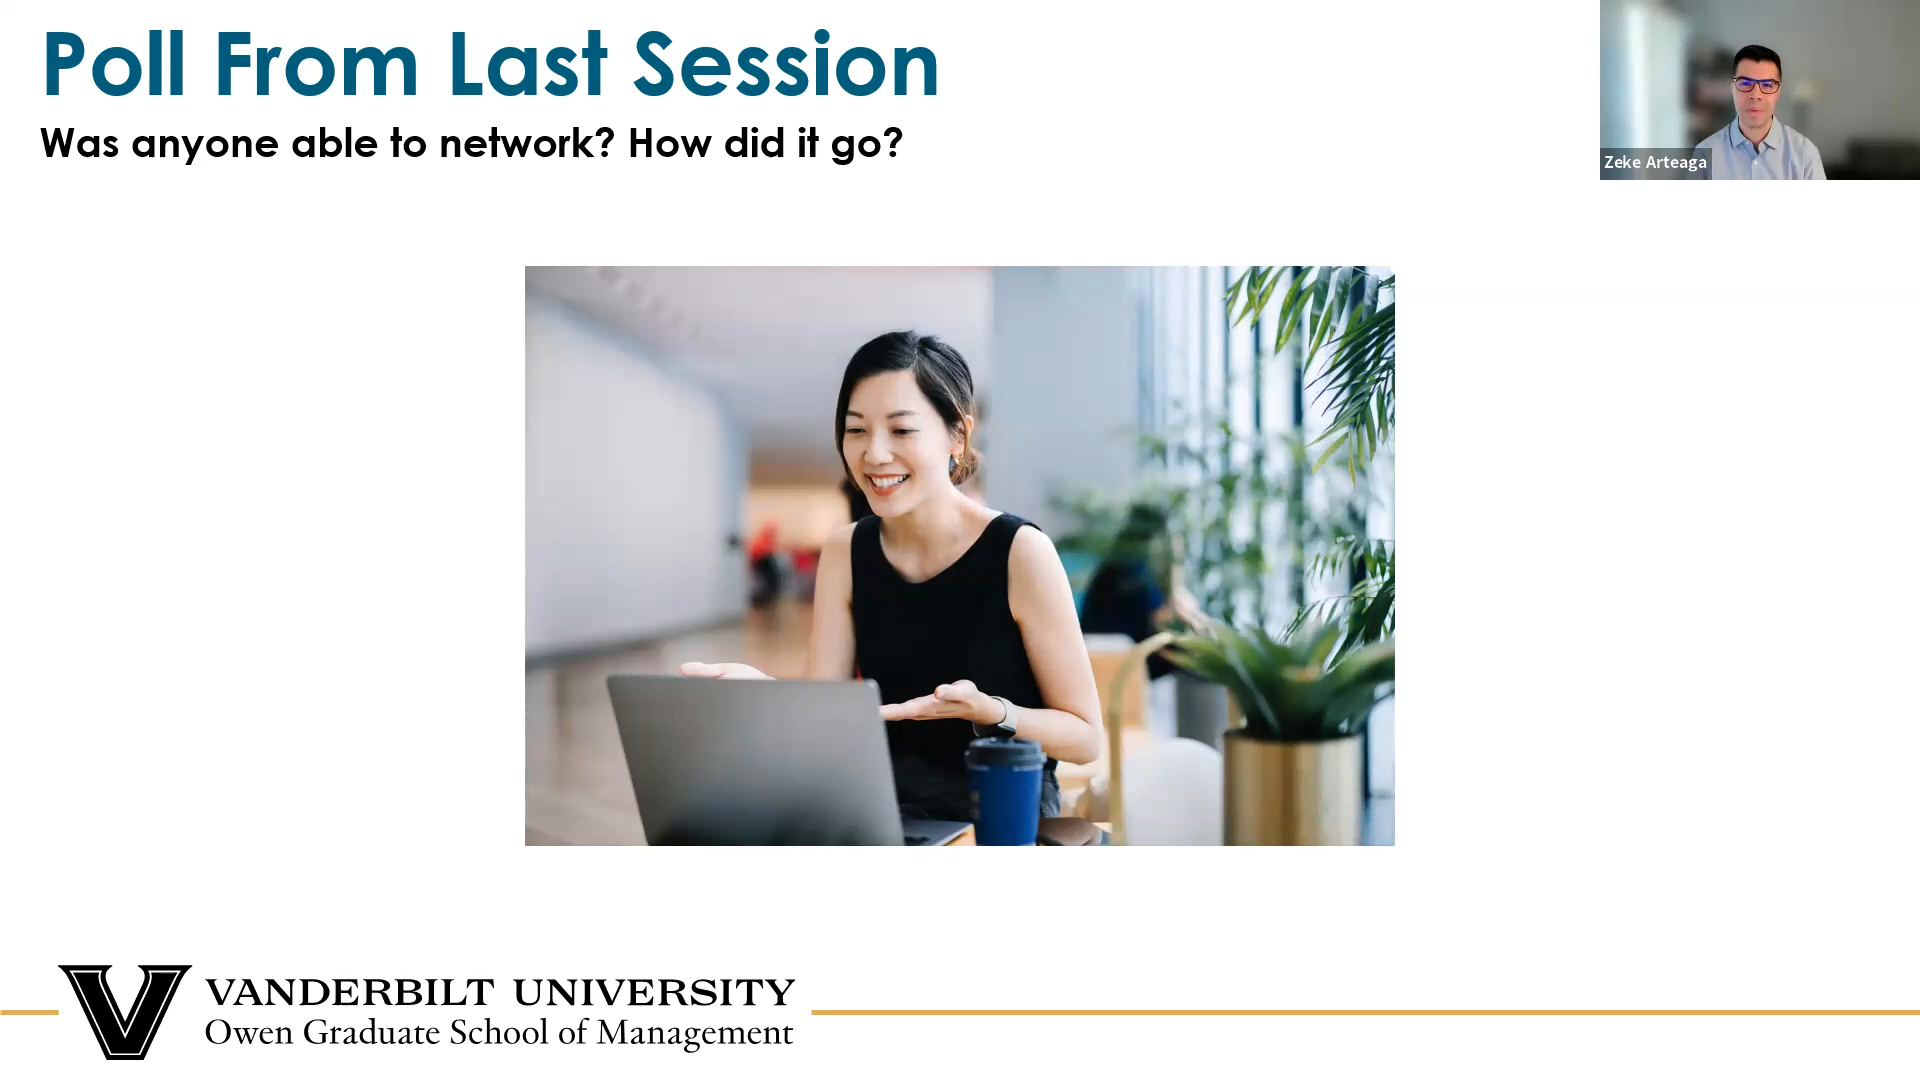 Poll From Last Session
Was anyone able to network? How did it go?
Zeke Arteaga
VANDERBILT UNIVERSITY
Owen Graduate School of Management